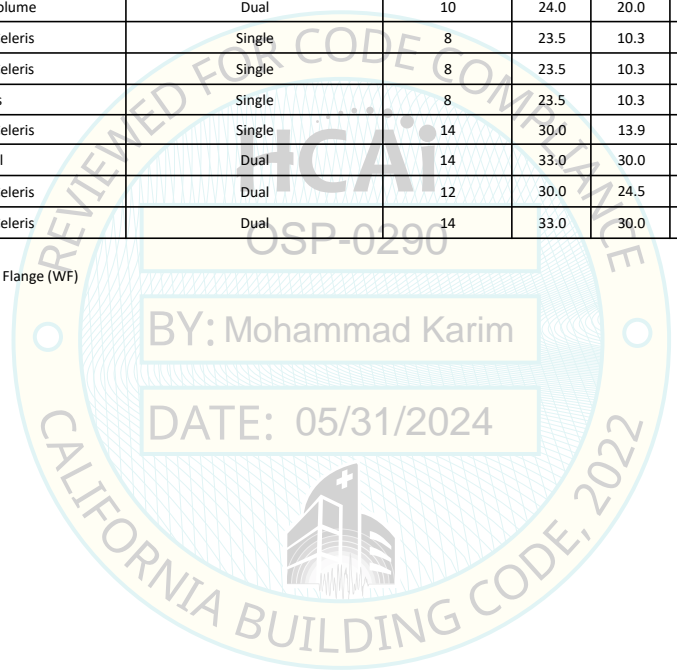 olume Dual 10 24.0 20.0
eleris Single 8 23.5 10.3
eleris Single 8 23.5 10.3
s Single 8 23.5 10.3
eleris Single 14 30.0 13.9
l Dual 14 33.0 30.0
eleris Dual 12 30.0 24.5
eleris Dual 14 33.0 30.0
Flange (WF)
REVIEWED FOR CODE COMPLIANCE
HCAi
OSP-0290
BY: Mohammad Karim
DATE: 05/31/2024
CALIFORNIA BUILDING CODE, 2022